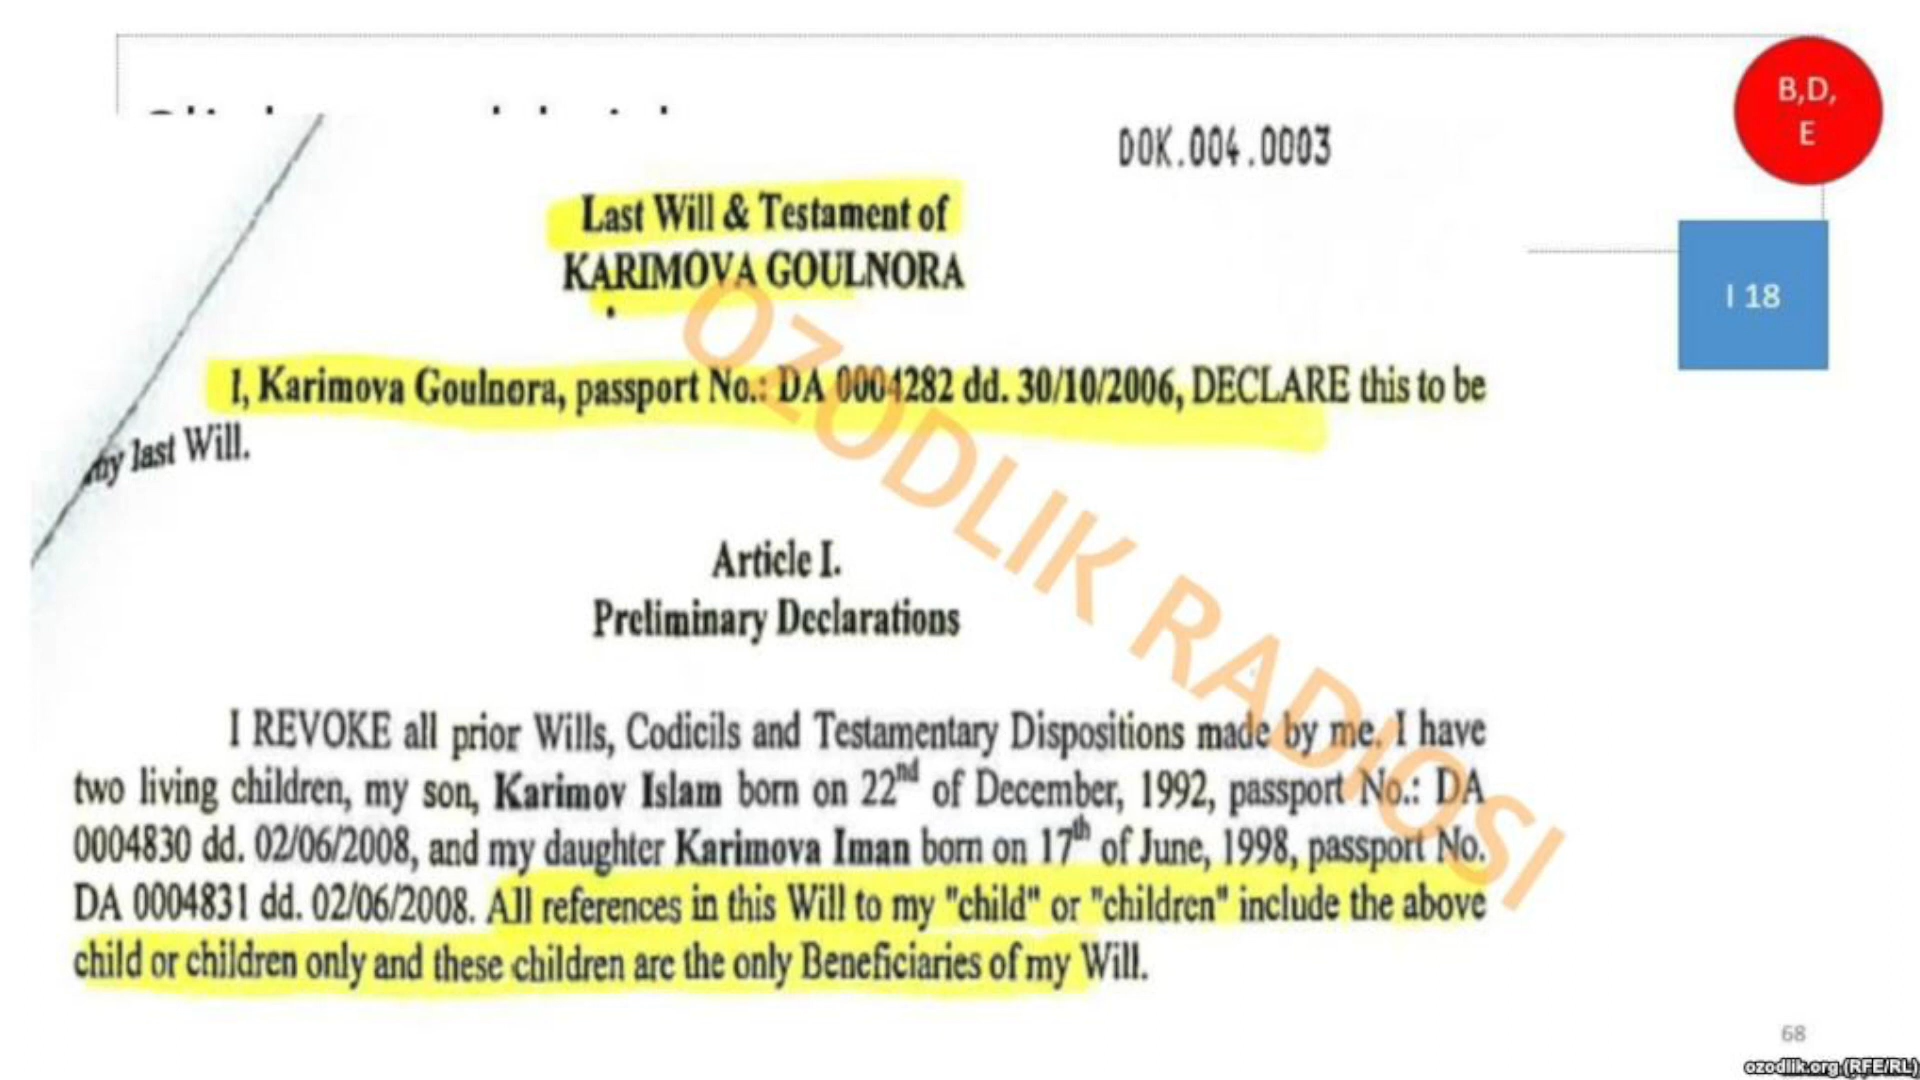 B,D,
E
DOK.004.0003
I 18
Last Will & Testament of
KARIMOVA GOULNORA
I, Karimova Goulnora, passport No.: DA 0004282 dd. 30/10/2006, DECLARE this to be
my last Will.
Article I.
Preliminary Declarations
I REVOKE all prior Wills, Codicils and Testamentary Dispositions made by me. I have
two living children, my son, Karimov Islam born on 22nd of December, 1992, passport No.: DA
0004830 dd. 02/06/2008, and my daughter Karimova Iman born on 17th of June, 1998, passport No.
DA 0004831 dd. 02/06/2008. All references in this Will to my "child" or "children" include the above
child or children only and these children are the only Beneficiaries of my Will.
OZODLIK RADIOSI
68
ozodlik.org (RFE/RL)